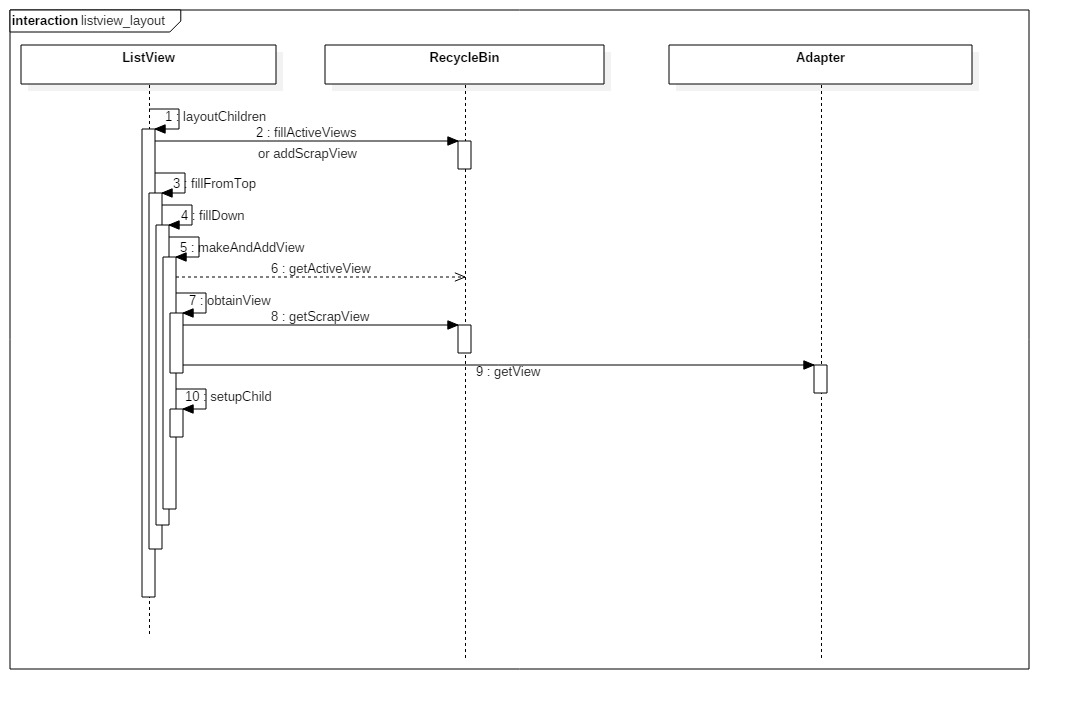 interaction listview_layout
ListView
RecycleBin
Adapter
1 : layoutChildren
2 : fillActiveViews
or addScrapView
3 : fillFromTop
4 : fillDown
5 : makeAndAddView
6 : getActiveView
7 : obtainView
8 : getScrapView
9 : getView
10 : setupChild